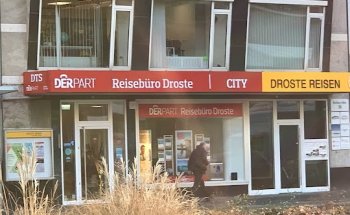 DTS DERPART Reisebüro Droste | CITY DROSTE REISEN
DERPART Reisebüro Droste